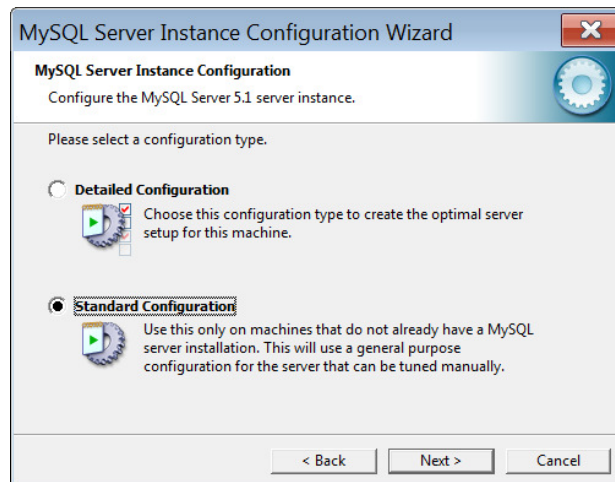 MySQL Server Instance Configuration Wizard
MySQL Server Instance Configuration
Configure the MySQL Server 5.1 server instance.
Please select a configuration type.
Detailed Configuration
Choose this configuration type to create the optimal server
setup for this machine.
Standard Configuration
Use this only on machines that do not already have a MySQL
server installation. This will use a general purpose
configuration for the server that can be tuned manually.
< Back
Next >
Cancel